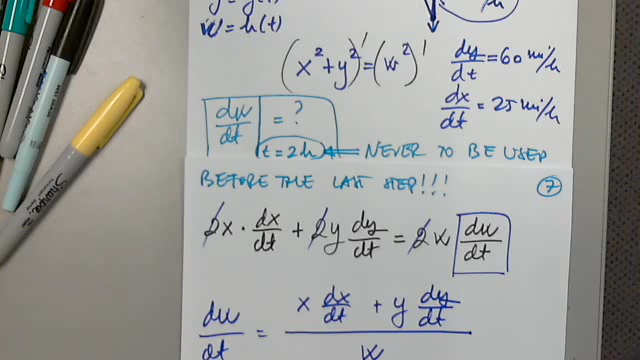 w = h(t)
(x² + y²)' = (w²)'
dy/dt = 60 mi/h
dx/dt = 25 mi/h
dw/dt |t = 2h = ?
NEVER TO BE USED
BEFORE THE LAST STEP!!!
7
2x · dx/dt + 2y dy/dt = 2w dw/dt
dw/dt = (x dx/dt + y dy/dt) / w